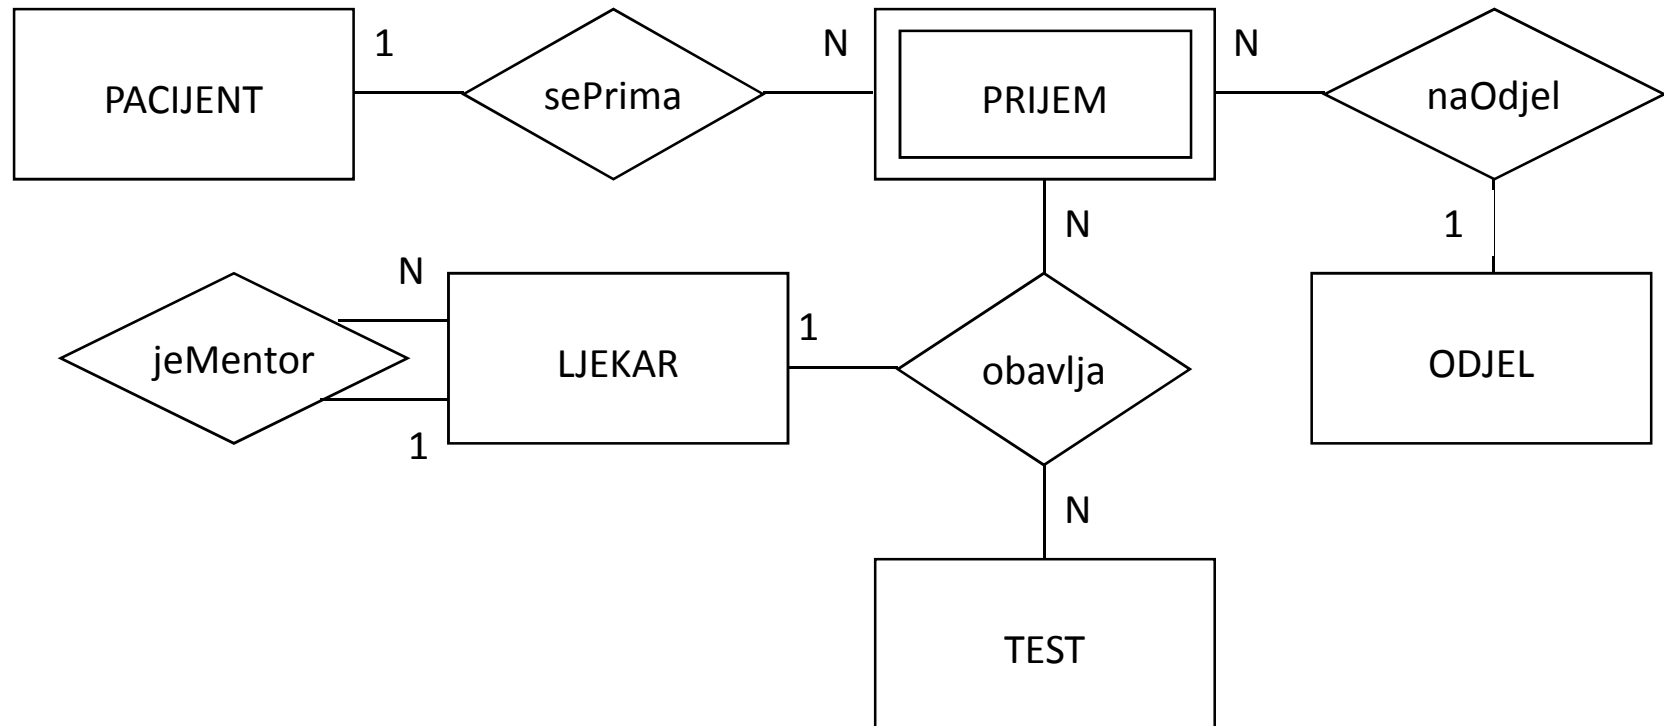 PACIJENT
1
sePrima
N
PRIJEM
N
naOdjel
N
1
jeMentor
N
1
LJEKAR
1
obavlja
ODJEL
N
TEST